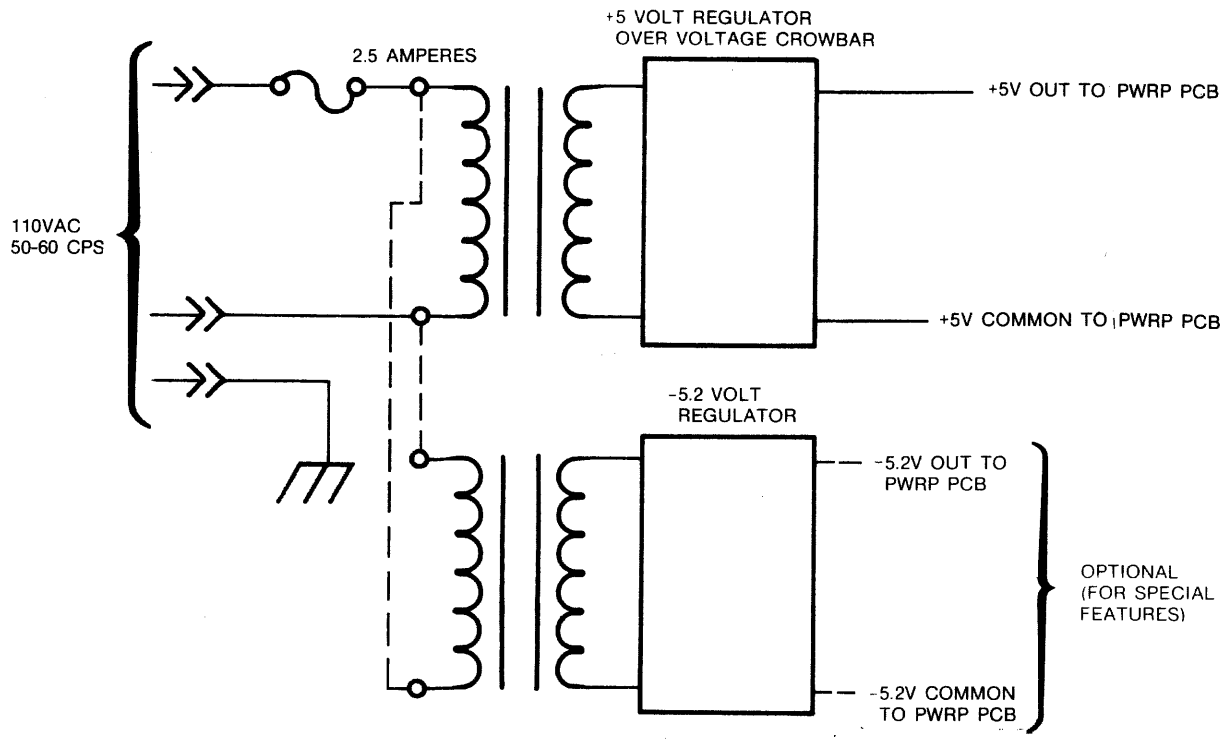 +5 VOLT REGULATOR
OVER VOLTAGE CROWBAR
2.5 AMPERES
+5V OUT TO PWRP PCB
110VAC
50-60 CPS
+5V COMMON TO PWRP PCB
-5.2 VOLT
REGULATOR
-5.2V OUT TO
PWRP PCB
OPTIONAL
(FOR SPECIAL
FEATURES)
-5.2V COMMON
TO PWRP PCB